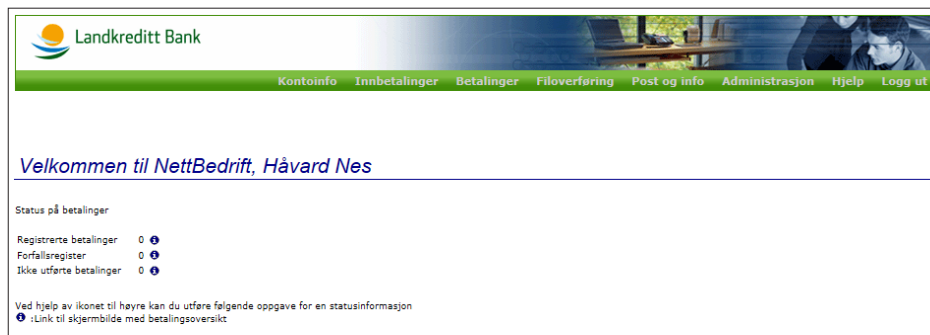 Landkreditt Bank
Kontoinfo Innbetalinger Betalinger Filoverføring Post og info Administrasjon Hjelp Logg ut
Velkommen til NettBedrift, Håvard Nes
Status på betalinger
Registrerte betalinger 0
Forfallsregister 0
Ikke utførte betalinger 0
Ved hjelp av ikonet til høyre kan du utføre følgende oppgave for en statusinformasjon
:Link til skjermbilde med betalingsoversikt